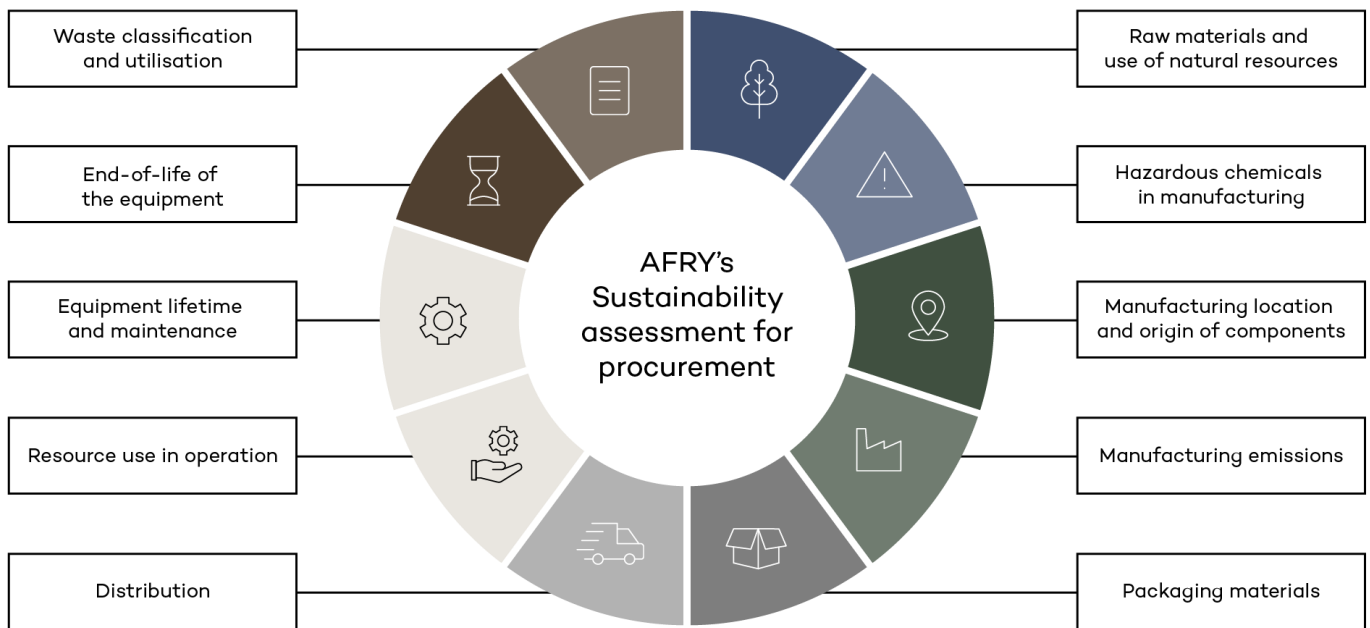 Waste classification
and utilisation
End-of-life of
the equipment
Equipment lifetime
and maintenance
Resource use in operation
Distribution
AFRY’s
Sustainability
assessment for
procurement
Raw materials and
use of natural resources
Hazardous chemicals
in manufacturing
Manufacturing location
and origin of components
Manufacturing emissions
Packaging materials